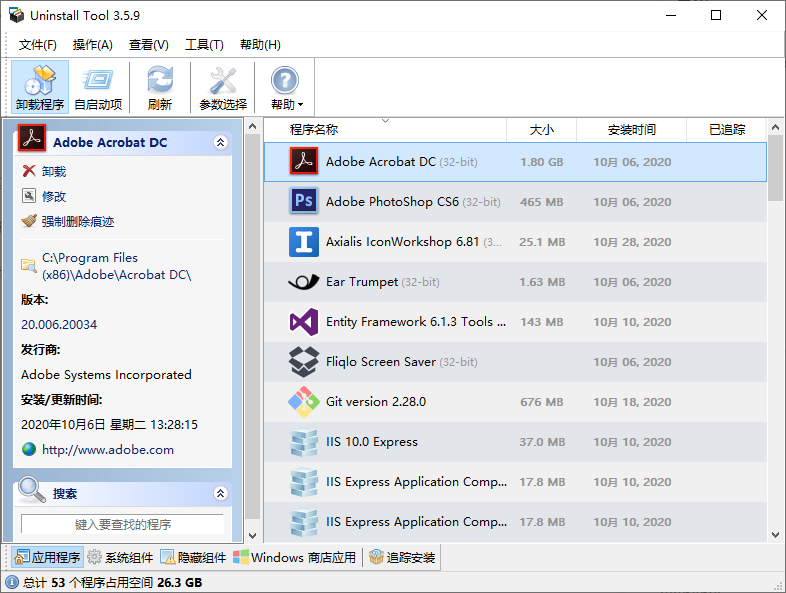 Uninstall Tool 3.5.9
文件(F) 操作(A) 查看(V) 工具(T) 帮助(H)
卸载程序 自启动项 刷新 参数选择 帮助
Adobe Acrobat DC
卸载
修改
强制删除痕迹
C:\Program Files
(x86)\Adobe\Acrobat DC\
版本:
20.006.20034
发行商:
Adobe Systems Incorporated
安装/更新时间:
2020年10月6日 星期二 13:28:15
http://www.adobe.com
搜索
键入要查找的程序
程序名称 大小 安装时间 已追踪
Adobe Acrobat DC (32-bit) 1.80 GB 10月 06, 2020
Ps Adobe PhotoShop CS6 (32-bit) 465 MB 10月 06, 2020
Axialis IconWorkshop 6.81 (3... 25.1 MB 10月 28, 2020
Ear Trumpet (32-bit) 1.63 MB 10月 06, 2020
Entity Framework 6.1.3 Tools ... 143 MB 10月 10, 2020
Fliqlo Screen Saver (32-bit) 10月 06, 2020
Git version 2.28.0 676 MB 10月 18, 2020
IIS 10.0 Express 37.0 MB 10月 10, 2020
IIS Express Application Comp... 17.8 MB 10月 10, 2020
IIS Express Application Comp... 17.8 MB 10月 10, 2020
应用程序 系统组件 隐藏组件 Windows 商店应用 追踪安装
总计 53 个程序占用空间 26.3 GB